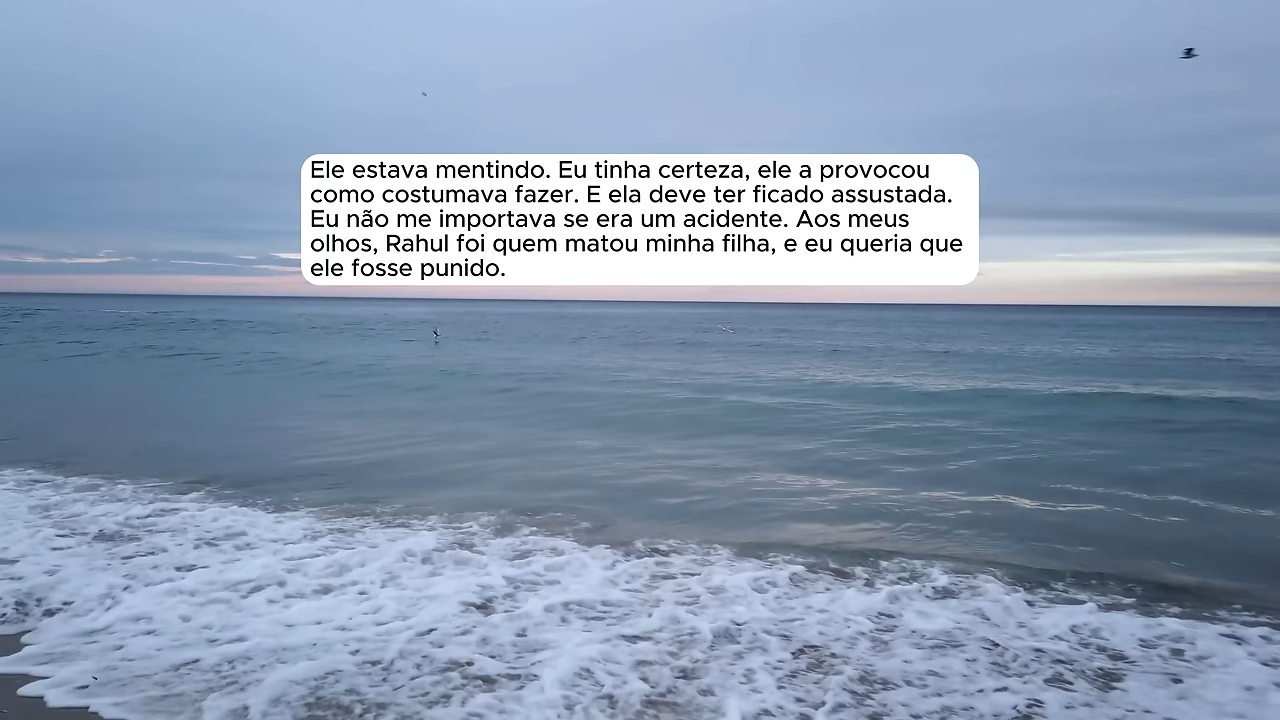 Ele estava mentindo. Eu tinha certeza, ele a provocou
como costumava fazer. E ela deve ter ficado assustada.
Eu não me importava se era um acidente. Aos meus
olhos, Rahul foi quem matou minha filha, e eu queria que
ele fosse punido.